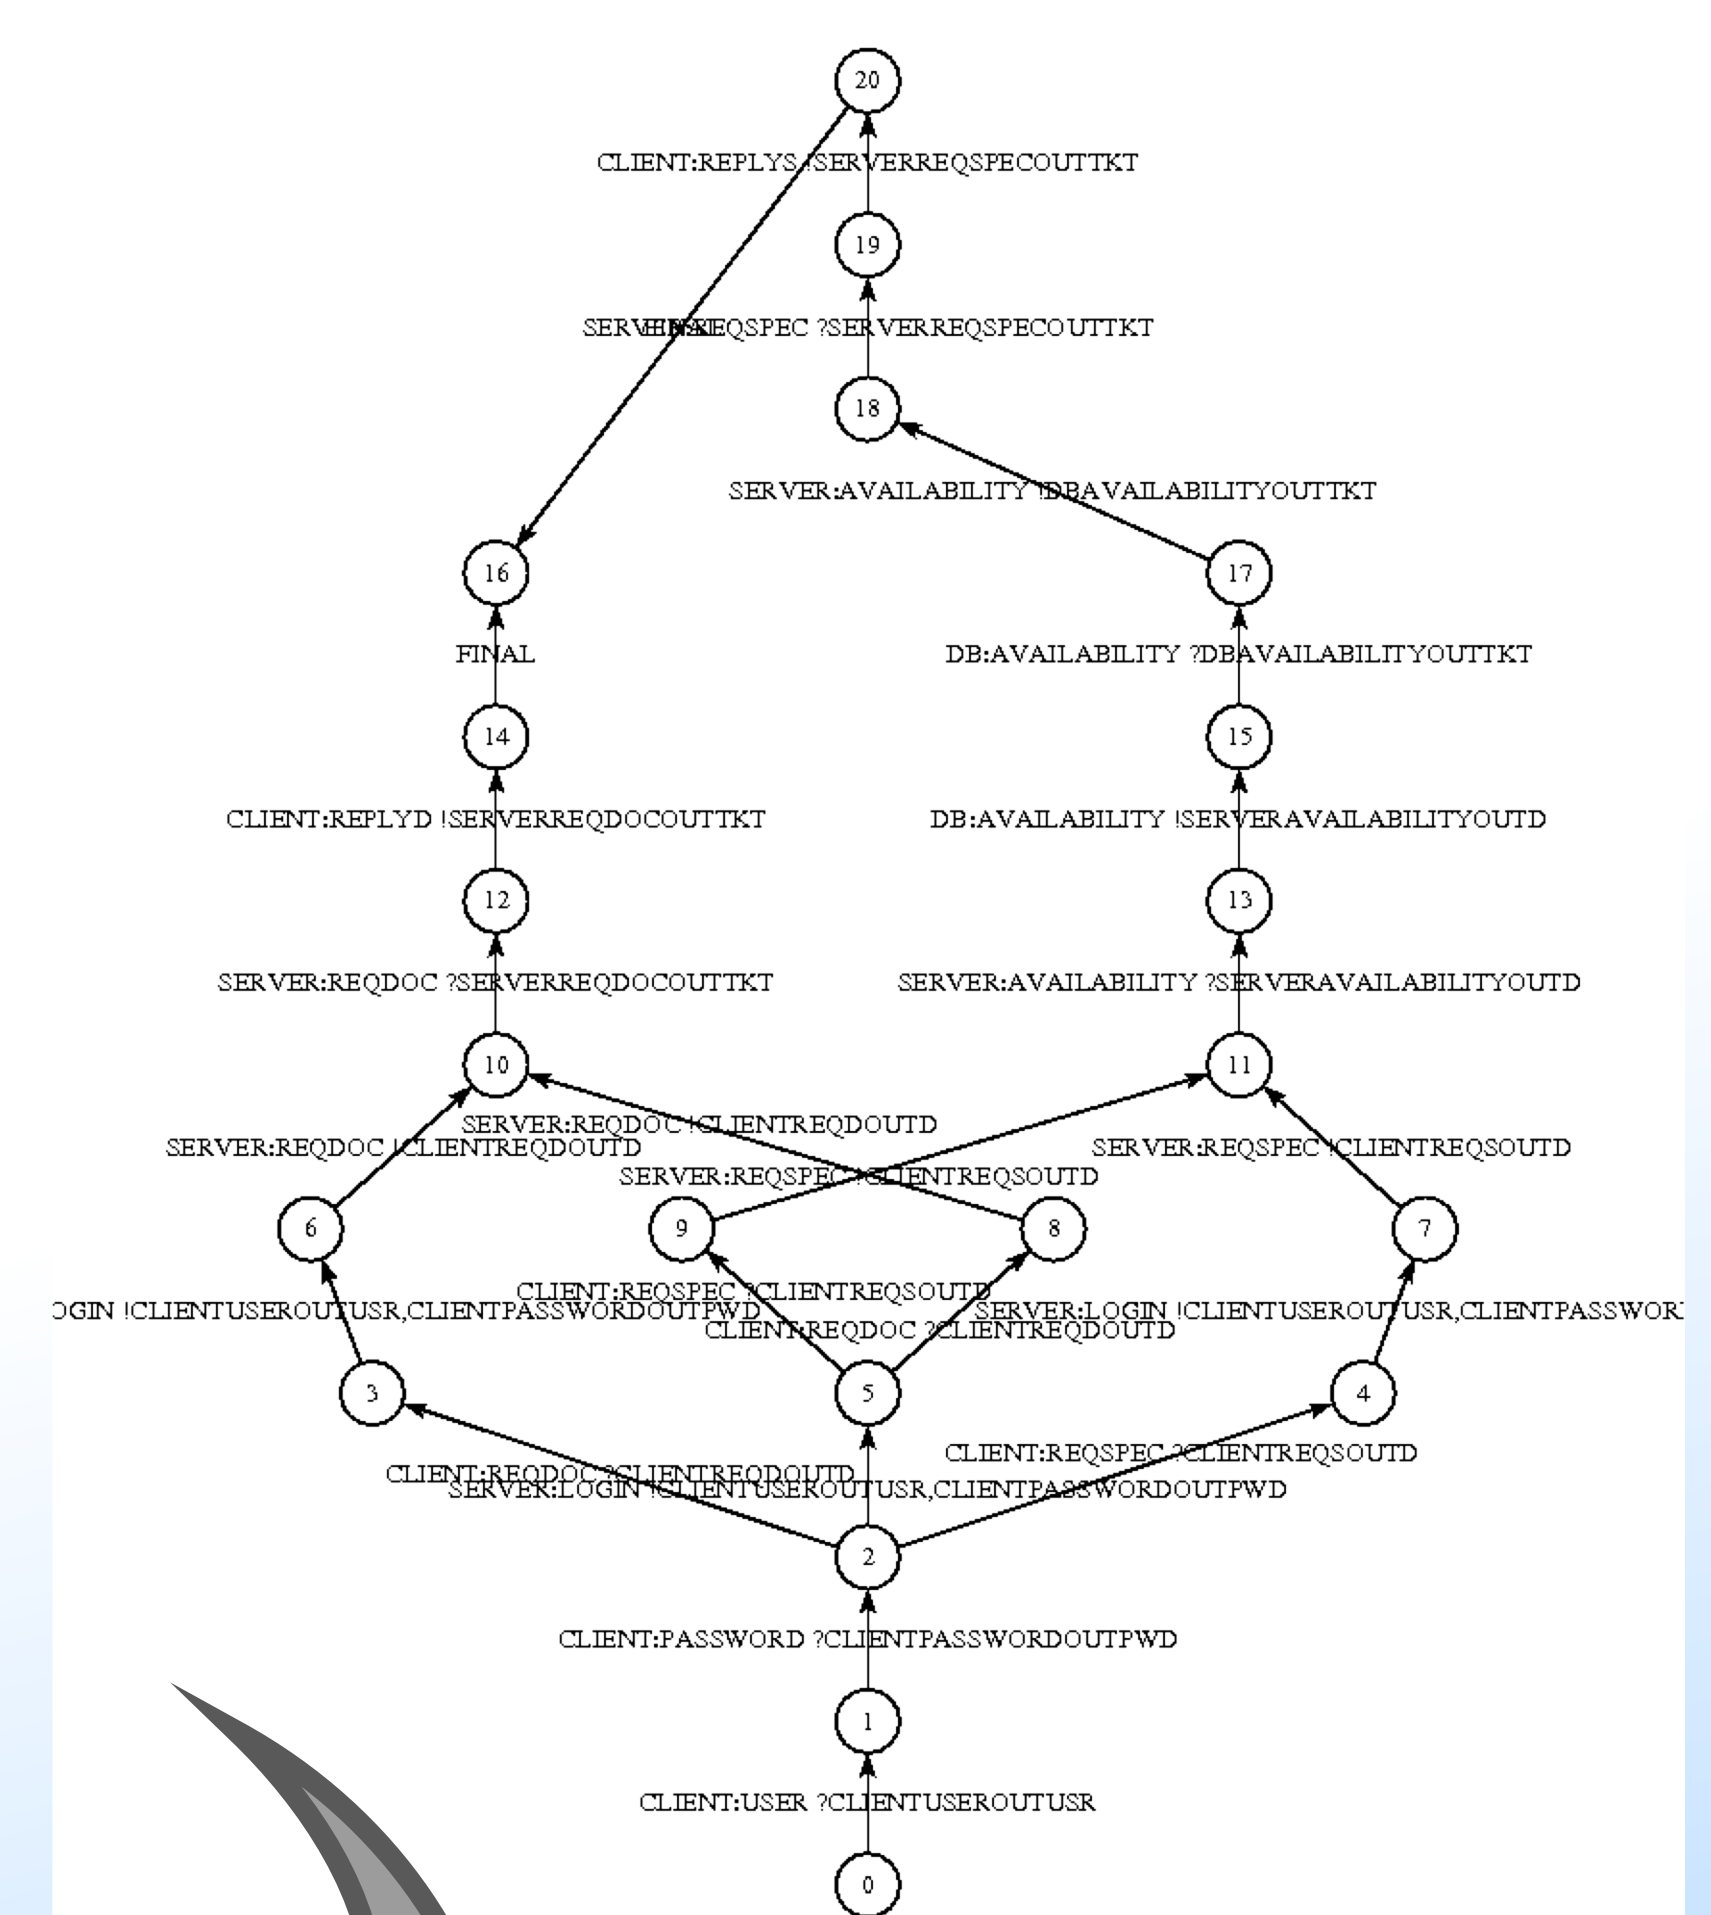 20
CLIENT:REPLYS !SERVERREQSPECOUTTKT
19
SERVER:REQSPEC ?SERVERREQSPECOUTTKT
FINAL
18
SERVER:AVAILABILITY !DBAVAILABILITYOUTTKT
16
17
FINAL
DB:AVAILABILITY ?DBAVAILABILITYOUTTKT
14
15
CLIENT:REPLYD !SERVERREQDOCOUTTKT
DB:AVAILABILITY !SERVERAVAILABILITYOUTD
12
13
SERVER:REQDOC ?SERVERREQDOCOUTTKT
SERVER:AVAILABILITY ?SERVERAVAILABILITYOUTD
10
11
SERVER:REQDOC !CLIENTREQDOUTD
SERVER:REQDOC !CLIENTREQDOUTD
SERVER:REQSPEC !CLIENTREQSOUTD
SERVER:REQSPEC !CLIENTREQSOUTD
6
9
8
7
CLIENT:REQSPEC ?CLIENTREQSOUTD
OGIN !CLIENTUSEROUTUSR,CLIENTPASSWORDOUTPWD
SERVER:LOGIN !CLIENTUSEROUTUSR,CLIENTPASSWOR
CLIENT:REQDOC ?CLIENTREQDOUTD
3
5
4
CLIENT:REQSPEC ?CLIENTREQSOUTD
CLIENT:REQDOC ?CLIENTREQDOUTD
SERVER:LOGIN !CLIENTUSEROUTUSR,CLIENTPASSWORDOUTPWD
2
CLIENT:PASSWORD ?CLIENTPASSWORDOUTPWD
1
CLIENT:USER ?CLIENTUSEROUTUSR
0